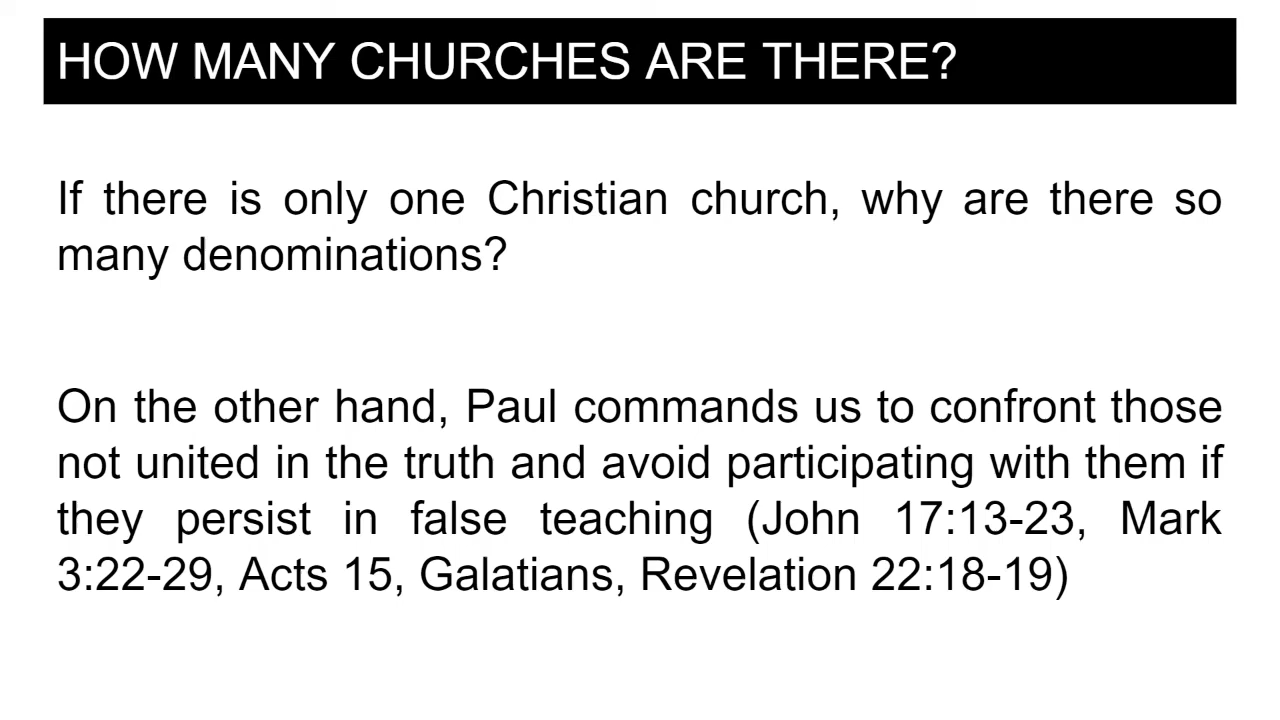 HOW MANY CHURCHES ARE THERE?
If there is only one Christian church, why are there so
many denominations?
On the other hand, Paul commands us to confront those
not united in the truth and avoid participating with them if
they persist in false teaching (John 17:13-23, Mark
3:22-29, Acts 15, Galatians, Revelation 22:18-19)